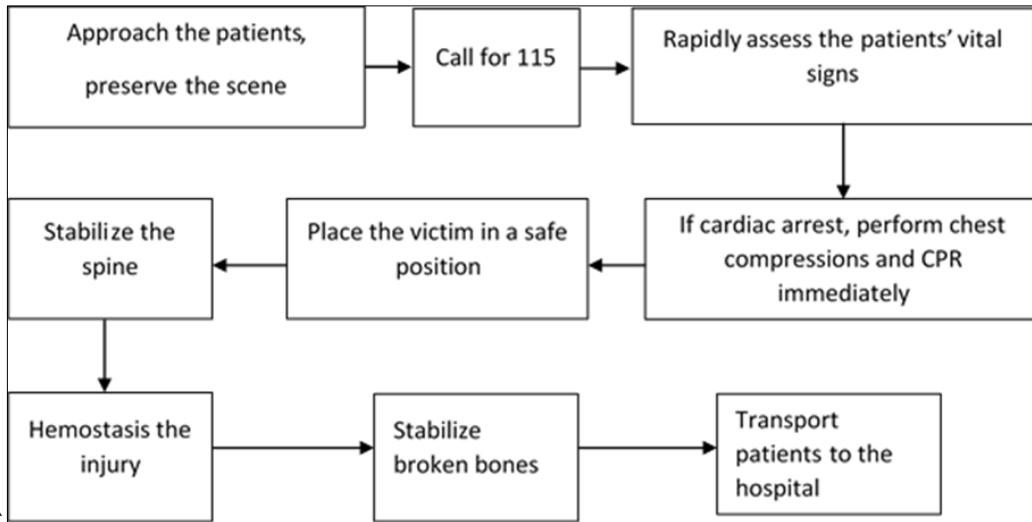 Approach the patients,
preserve the scene
Call for 115
Rapidly assess the patients’ vital
signs
If cardiac arrest, perform chest
compressions and CPR
immediately
Place the victim in a safe
position
Stabilize the
spine
Hemostasis the
injury
Stabilize
broken bones
Transport
patients to the
hospital